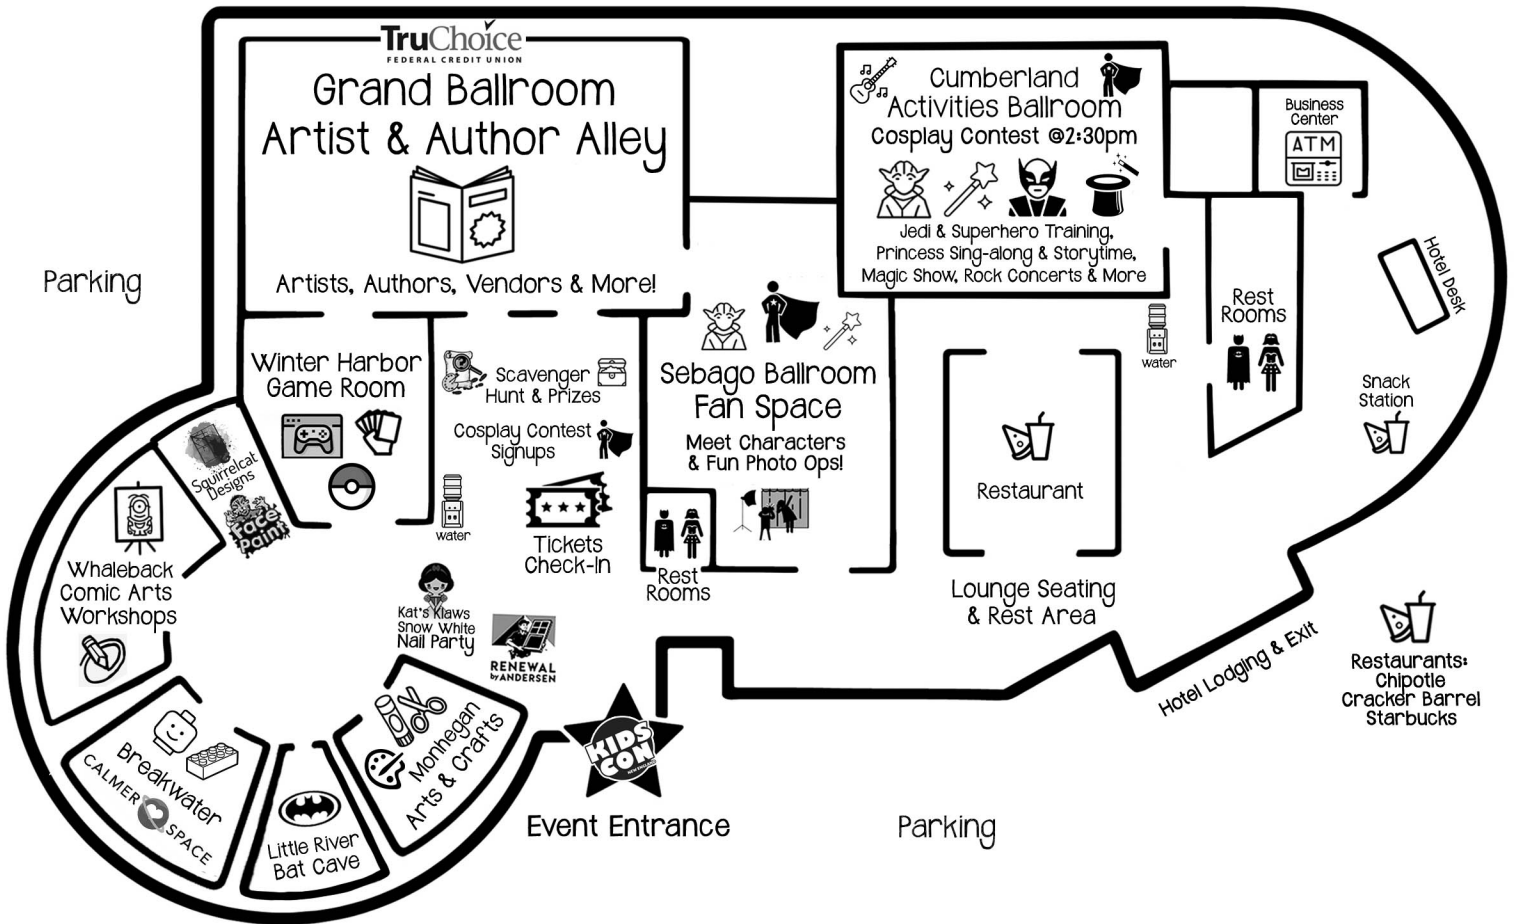 TruChoice
FEDERAL CREDIT UNION
Grand Ballroom
Artist & Author Alley
Artists, Authors, Vendors & More!
Cumberland
Activities Ballroom
Cosplay Contest @2:30pm
Jedi & Superhero Training,
Princess Sing-along & Storytime,
Magic Show, Rock Concerts & More
Business
Center
ATM
Parking
Hotel Desk
Rest
Rooms
water
Snack
Station
Winter Harbor
Game Room
Scavenger
Hunt & Prizes
Cosplay Contest
Signups
water
Tickets
Check-In
Sebago Ballroom
Fan Space
Meet Characters
& Fun Photo Ops!
Rest
Rooms
Restaurant
Lounge Seating
& Rest Area
Squirrelcat
Designs
Face
Paint
Whaleback
Comic Arts
Workshops
Kat's Klaws
Snow White
Nail Party
RENEWAL
by ANDERSEN
Breakwater
CALMER SPACE
Little River
Bat Cave
Monhegan
Arts & Crafts
KIDS
CON
NEW ENGLAND
Event Entrance
Parking
Hotel Lodging & Exit
Restaurants:
Chipotle
Cracker Barrel
Starbucks